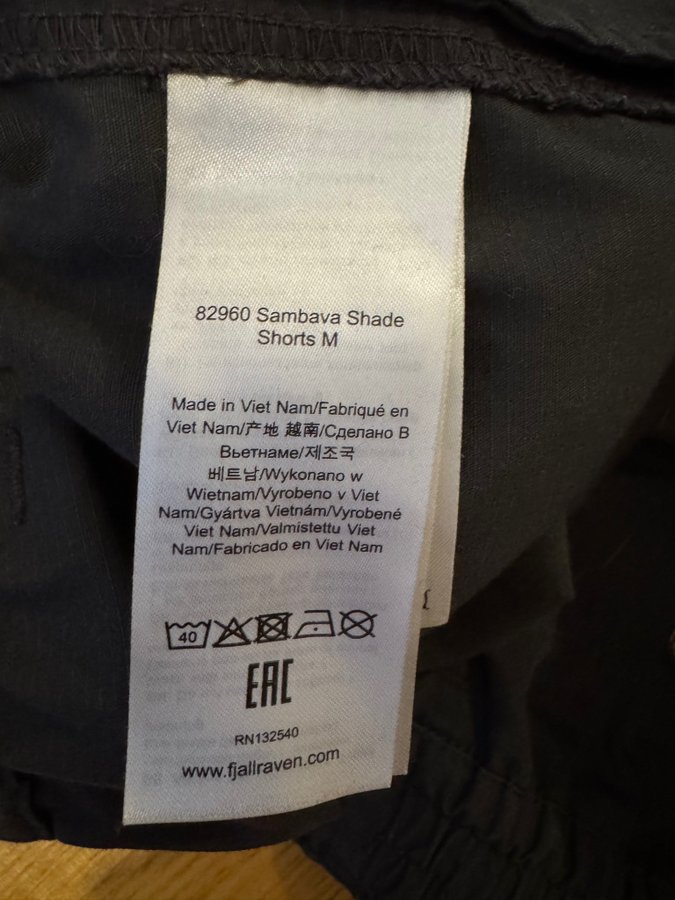 82960 Sambava Shade
Shorts M
Made in Viet Nam/Fabriqué en
Viet Nam/产地 越南/Сделано В
Вьетнаме/제조국
베트남/Wykonano w
Wietnam/Vyrobeno v Viet
Nam/Gyártva Vietnám/Vyrobené
Viet Nam/Valmistettu Viet
Nam/Fabricado en Viet Nam
40
EAC
RN132540
www.fjallraven.com